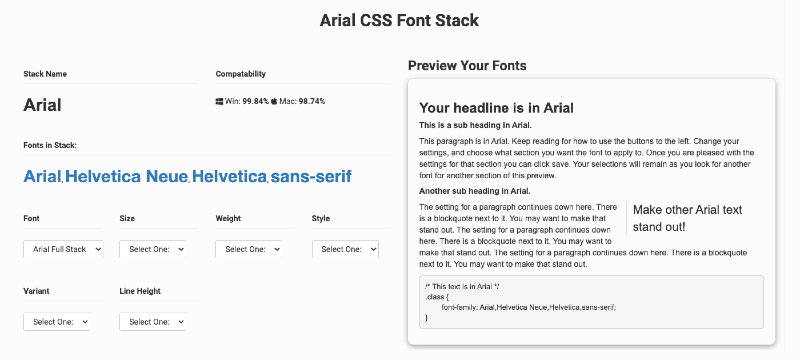 Arial CSS Font Stack
Stack Name
Compatability
Arial
Win: 99.84% Mac: 98.74%
Fonts in Stack:
Arial,Helvetica Neue,Helvetica,sans-serif
Font
Size
Weight
Style
Arial Full Stack
Select One:
Select One:
Select One:
Variant
Line Height
Select One:
Select One:
Preview Your Fonts
Your headline is in Arial
This is a sub heading in Arial.
This paragraph is in Arial. Keep reading for how to use the buttons to the left. Change your
settings, and choose what section you want the font to apply to. Once you are pleased with the
settings for that section you can click save. Your selections will remain as you look for another
font for another section of this preview.
Another sub heading in Arial.
The setting for a paragraph continues down here. There
is a blockquote next to it. You may want to make that
stand out. The setting for a paragraph continues down
here. There is a blockquote next to it. You may want to
make that stand out. The setting for a paragraph continues down here. There is a blockquote
next to it. You may want to make that stand out.
Make other Arial text
stand out!
/* This text is in Arial */
.class {
font-family: Arial,Helvetica Neue,Helvetica,sans-serif;
}